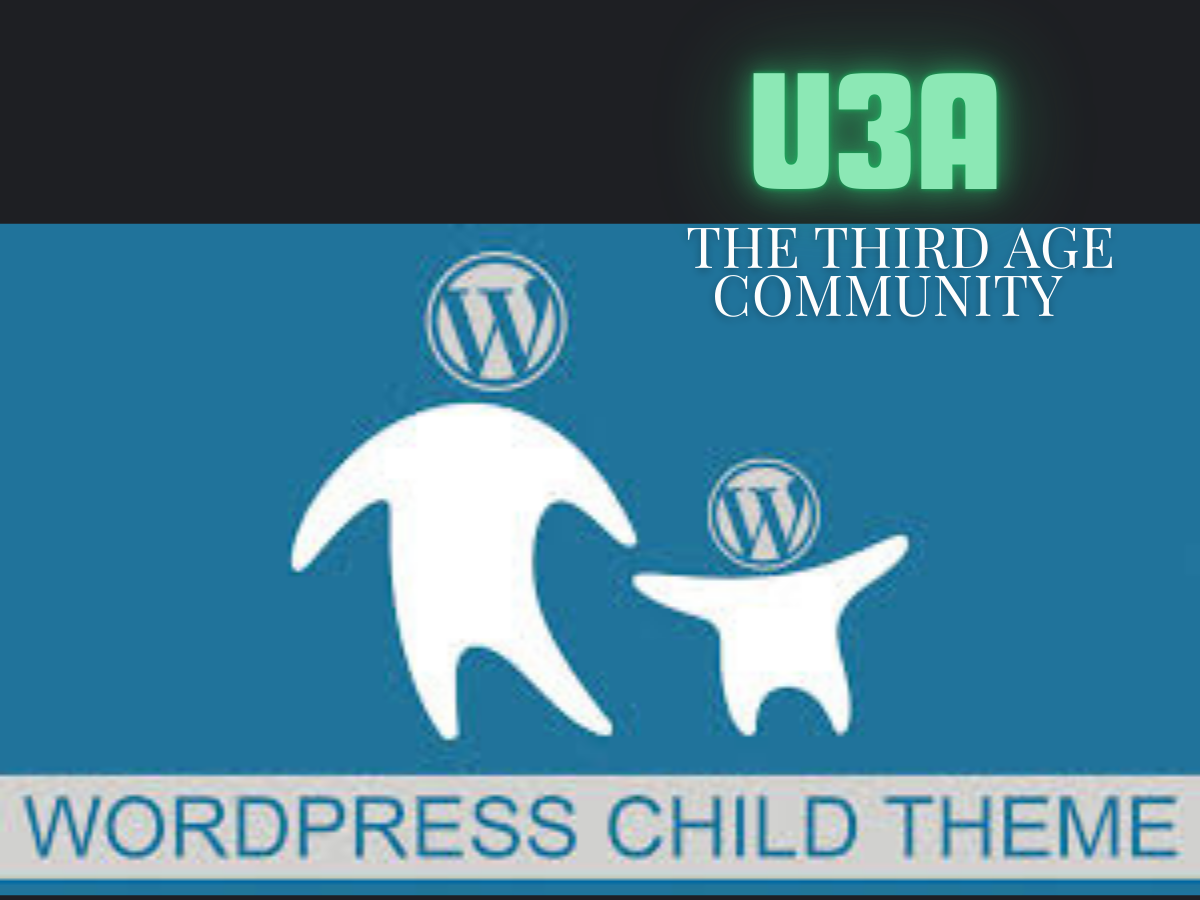 U3A
THE THIRD AGE
COMMUNITY
W
W
WORDPRESS CHILD THEME